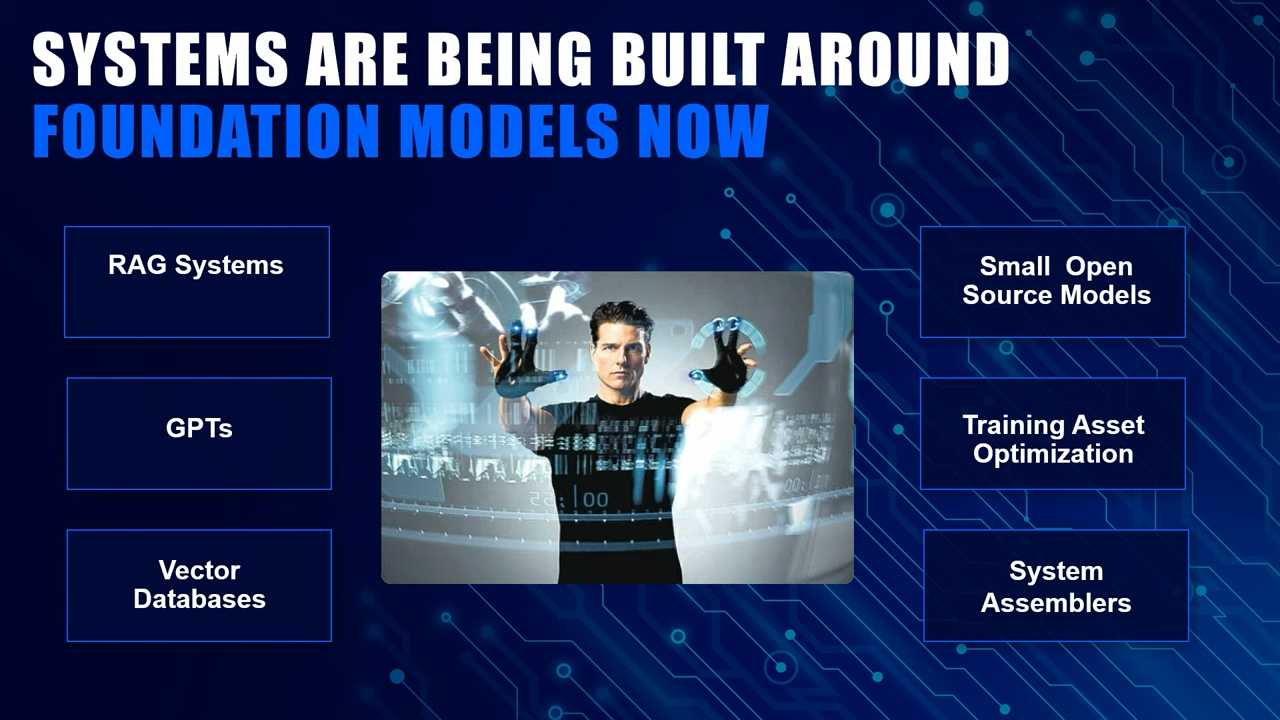 SYSTEMS ARE BEING BUILT AROUND
FOUNDATION MODELS NOW
RAG Systems
GPTs
Vector
Databases
Small Open
Source Models
Training Asset
Optimization
System
Assemblers